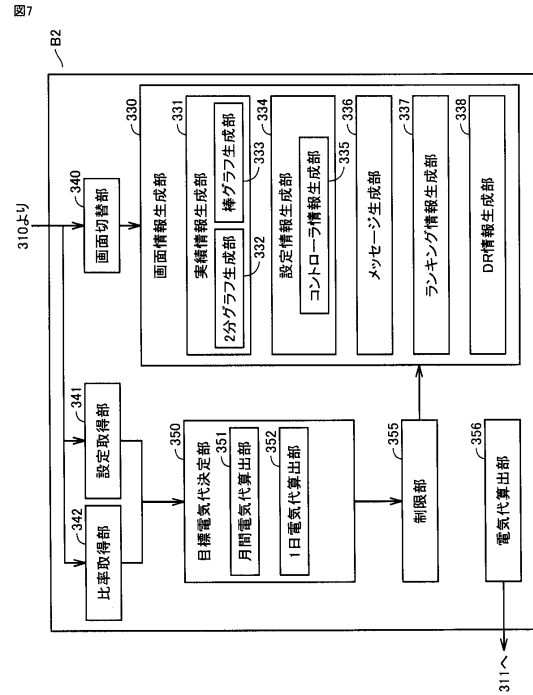 図7
B2
310より
画面切替部
340
設定取得部
341
比率取得部
342
画面情報生成部
330
実績情報生成部
331
2分グラフ生成部
332
棒グラフ生成部
333
設定情報生成部
334
コントローラ情報生成部
335
メッセージ生成部
336
ランキング情報生成部
337
DR情報生成部
338
目標電気代決定部
350
月間電気代算出部
351
1日電気代算出部
352
制限部
355
電気代算出部
356
311へ